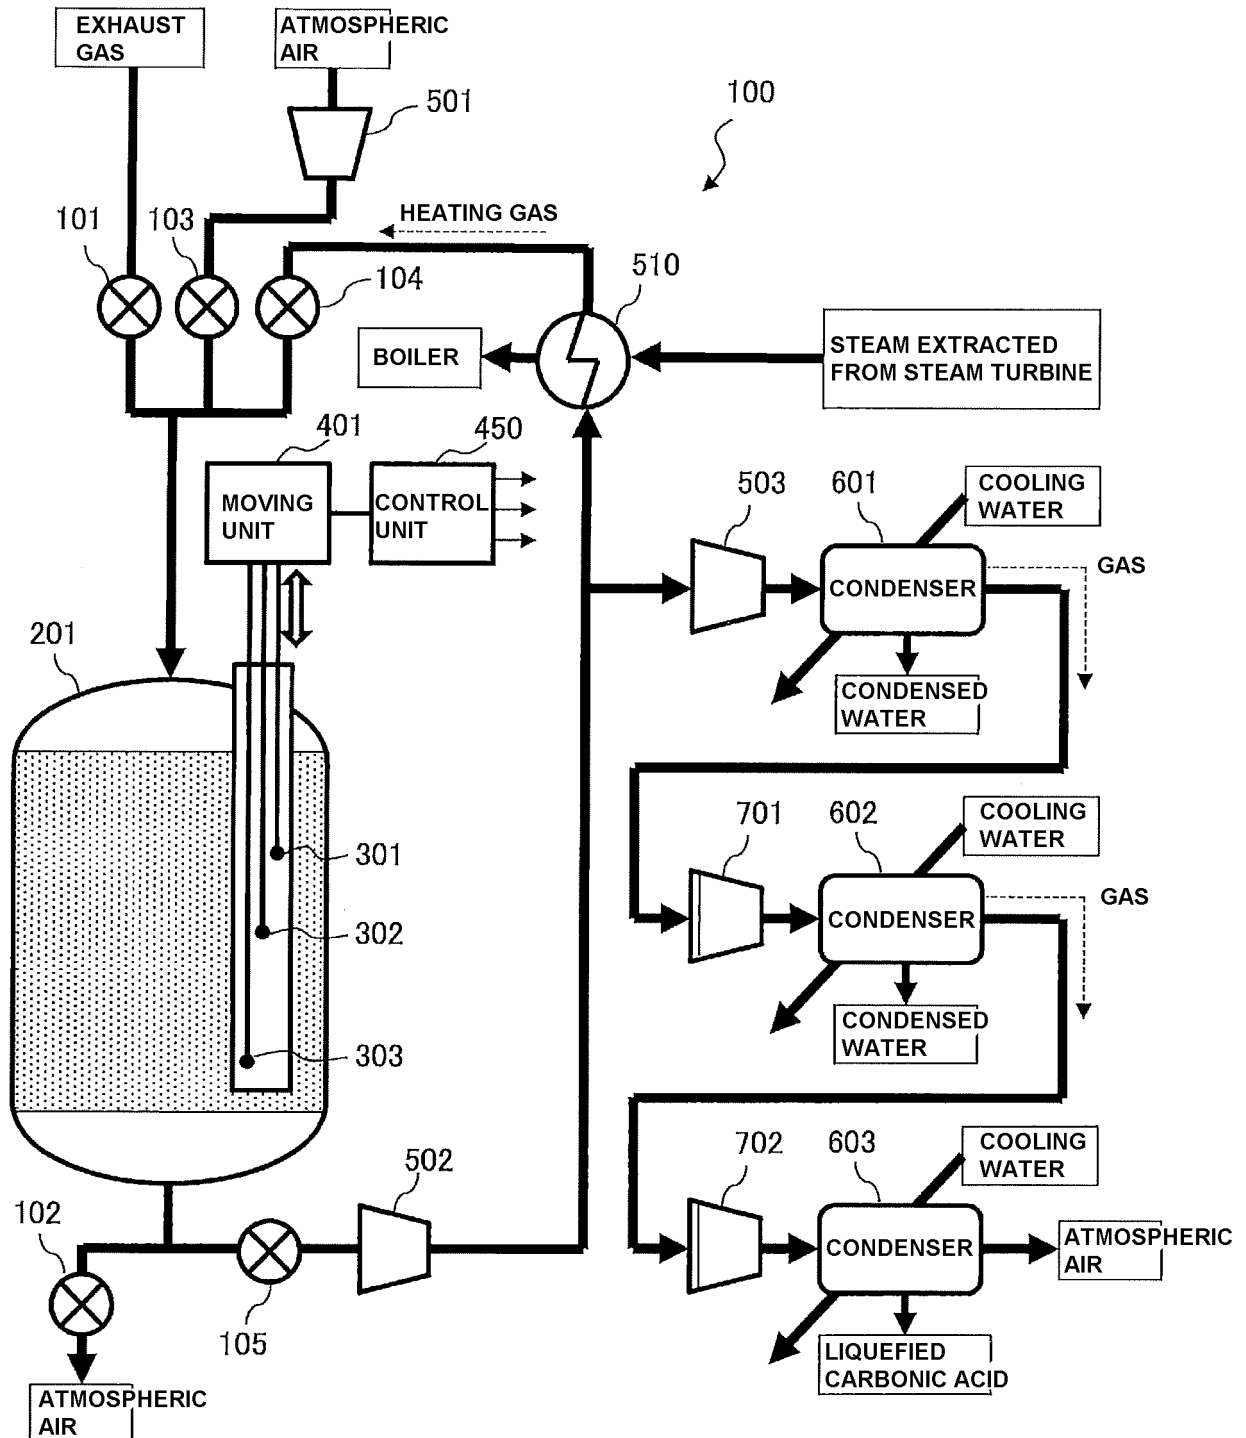 EXHAUST
GAS
ATMOSPHERIC
AIR
501
100
101
103
HEATING GAS
104
510
BOILER
STEAM EXTRACTED
FROM STEAM TURBINE
401
450
MOVING
UNIT
CONTROL
UNIT
503
601
COOLING
WATER
CONDENSER
GAS
CONDENSED
WATER
201
301
302
303
701
602
COOLING
WATER
CONDENSER
GAS
CONDENSED
WATER
702
603
COOLING
WATER
CONDENSER
ATMOSPHERIC
AIR
LIQUEFIED
CARBONIC ACID
502
102
105
ATMOSPHERIC
AIR